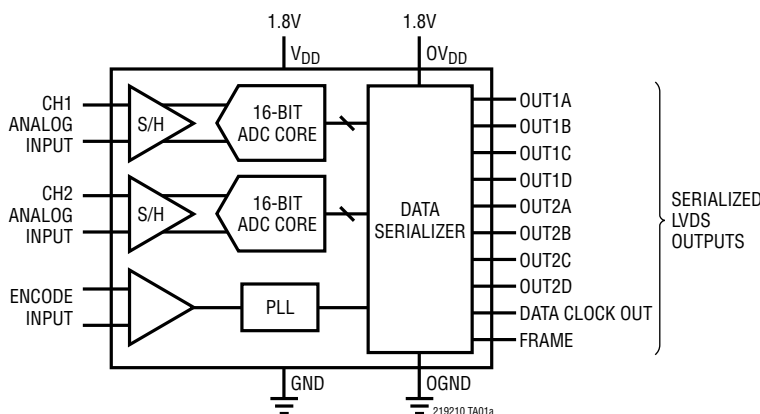 1.8V
1.8V
VDD
OVDD
CH1
ANALOG
INPUT
S/H
16-BIT
ADC CORE
CH2
ANALOG
INPUT
S/H
16-BIT
ADC CORE
ENCODE
INPUT
PLL
DATA
SERIALIZER
OUT1A
OUT1B
OUT1C
OUT1D
OUT2A
OUT2B
OUT2C
OUT2D
DATA CLOCK OUT
FRAME
SERIALIZED
LVDS
OUTPUTS
GND
OGND
219210 TA01a